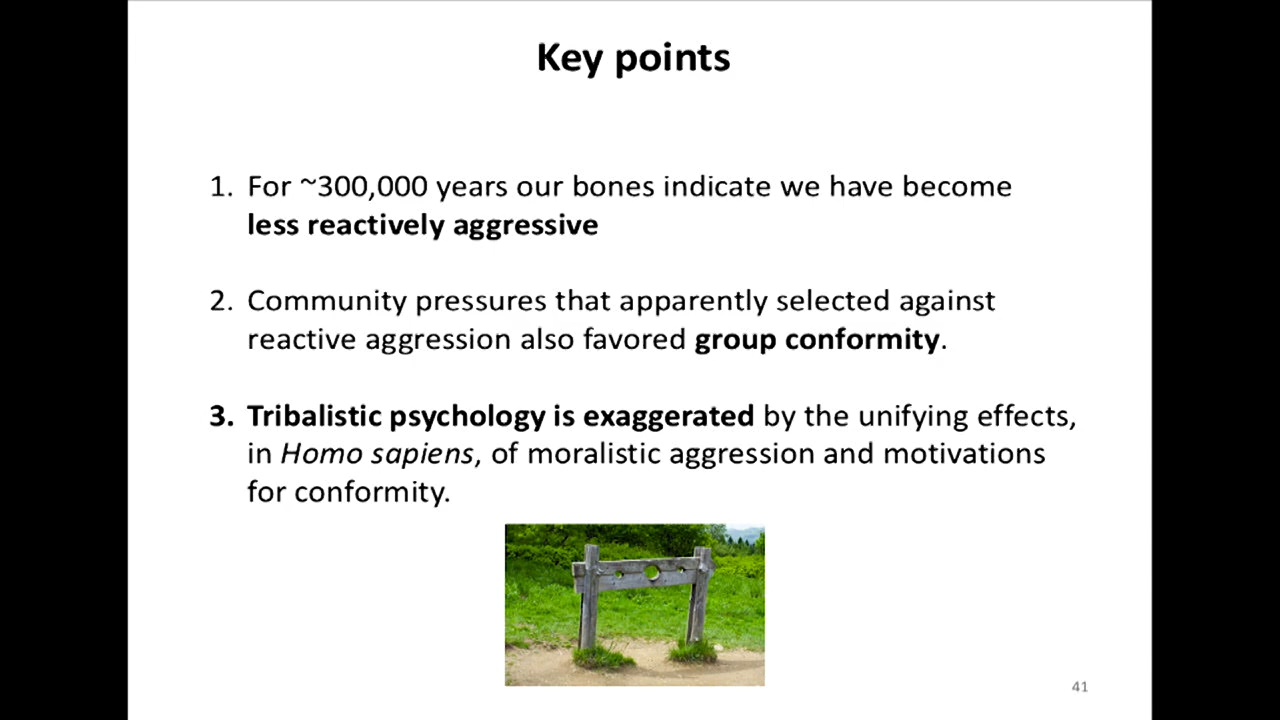 Key points
1. For ~300,000 years our bones indicate we have become
less reactively aggressive
2. Community pressures that apparently selected against
reactive aggression also favored group conformity.
3. Tribalistic psychology is exaggerated by the unifying effects,
in Homo sapiens, of moralistic aggression and motivations
for conformity.
41